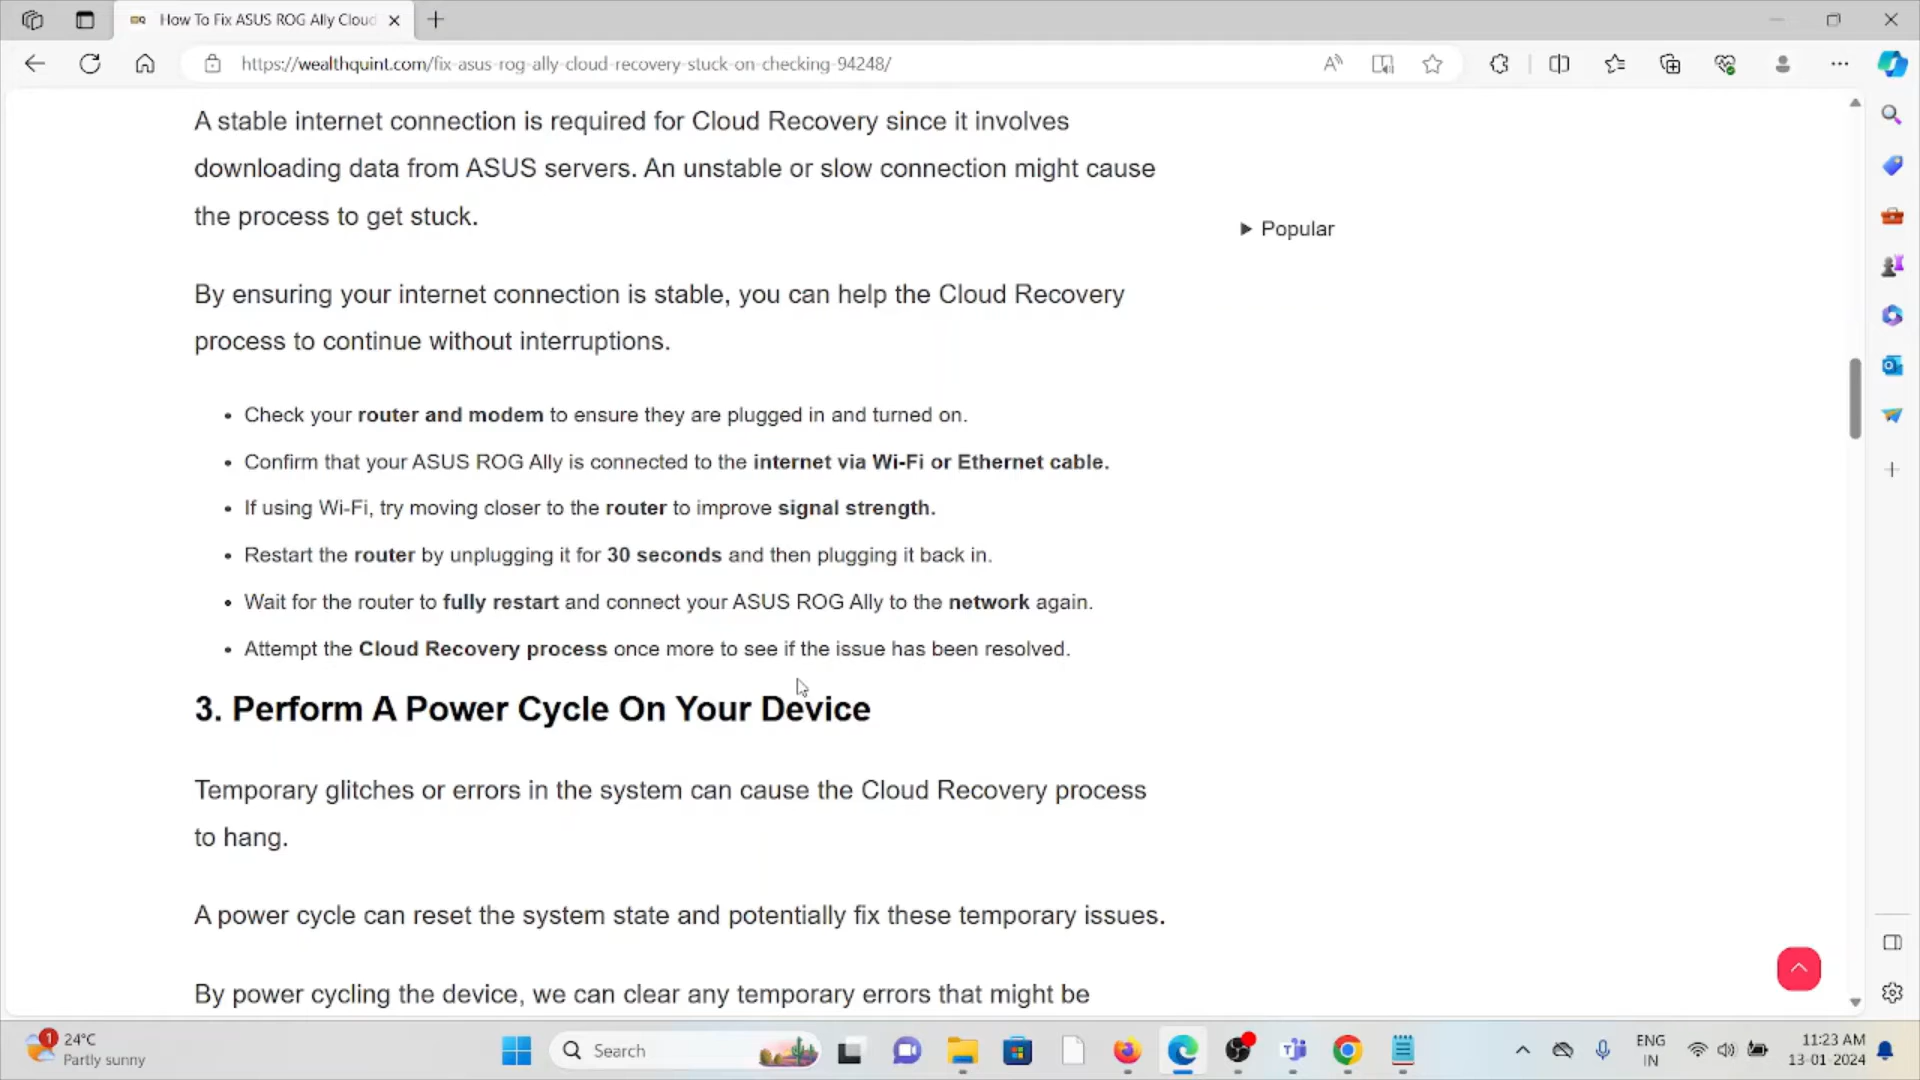 How To Fix ASUS ROG Ally Cloud
https://wealthquint.com/fix-asus-rog-ally-cloud-recovery-stuck-on-checking-94248/
A stable internet connection is required for Cloud Recovery since it involves
downloading data from ASUS servers. An unstable or slow connection might cause
the process to get stuck.
Popular
By ensuring your internet connection is stable, you can help the Cloud Recovery
process to continue without interruptions.
• Check your router and modem to ensure they are plugged in and turned on.
• Confirm that your ASUS ROG Ally is connected to the internet via Wi-Fi or Ethernet cable.
• If using Wi-Fi, try moving closer to the router to improve signal strength.
• Restart the router by unplugging it for 30 seconds and then plugging it back in.
• Wait for the router to fully restart and connect your ASUS ROG Ally to the network again.
• Attempt the Cloud Recovery process once more to see if the issue has been resolved.
3. Perform A Power Cycle On Your Device
Temporary glitches or errors in the system can cause the Cloud Recovery process
to hang.
A power cycle can reset the system state and potentially fix these temporary issues.
By power cycling the device, we can clear any temporary errors that might be
1
24°C
Partly sunny
Search
ENG
IN
11:23 AM
13-01-2024